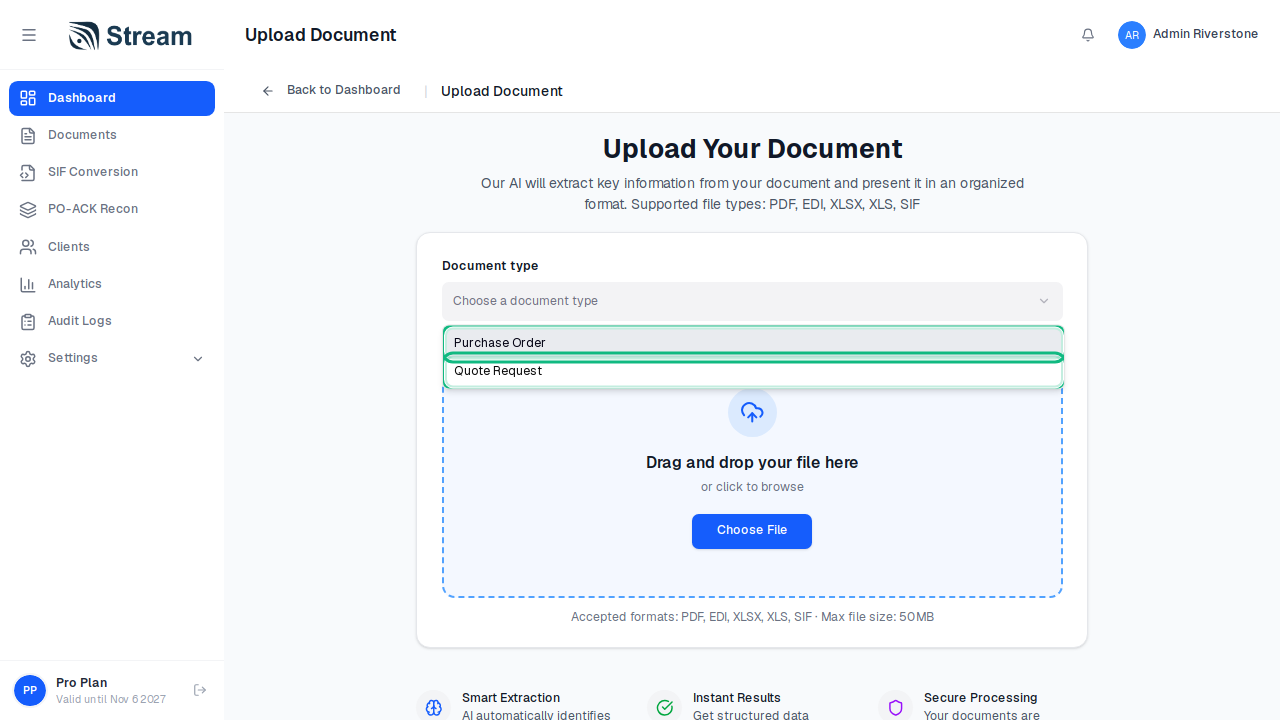 Stream
Upload Document
AR
Admin Riverstone
Dashboard
Documents
SIF Conversion
PO-ACK Recon
Clients
Analytics
Audit Logs
Settings
Back to Dashboard
Upload Document
Upload Your Document
Our AI will extract key information from your document and present it in an organized
format. Supported file types: PDF, EDI, XLSX, XLS, SIF
Document type
Choose a document type
Purchase Order
Quote Request
Drag and drop your file here
or click to browse
Choose File
Accepted formats: PDF, EDI, XLSX, XLS, SIF · Max file size: 50MB
Smart Extraction
AI automatically identifies
Instant Results
Get structured data
Secure Processing
Your documents are
PP
Pro Plan
Valid until Nov 6 2027